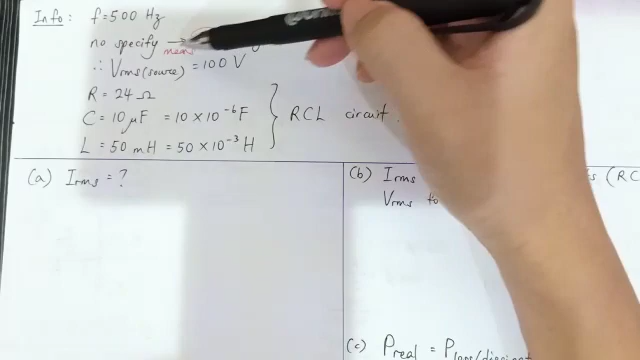 Info: f=500 Hz
no specify →
means
∴ Vrms(source) = 100 V
R = 24 Ω
C = 10 μF = 10 × 10⁻⁶ F
L = 50 mH = 50 × 10⁻³ H
RCL circuit.
(a) Irms = ?
(b) Irms (RC
Vrms to
(c) Preal = Ploss/dissipat